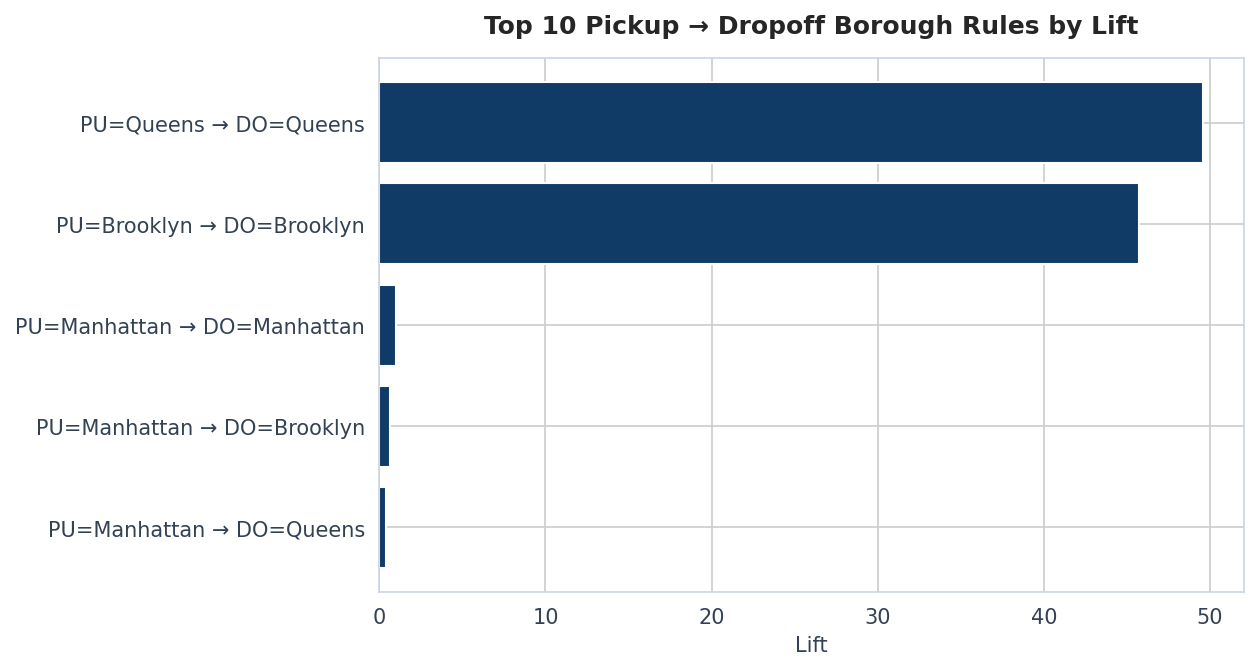 Top 10 Pickup → Dropoff Borough Rules by Lift
PU=Queens → DO=Queens
PU=Brooklyn → DO=Brooklyn
PU=Manhattan → DO=Manhattan
PU=Manhattan → DO=Brooklyn
PU=Manhattan → DO=Queens
0 10 20 30 40 50
Lift